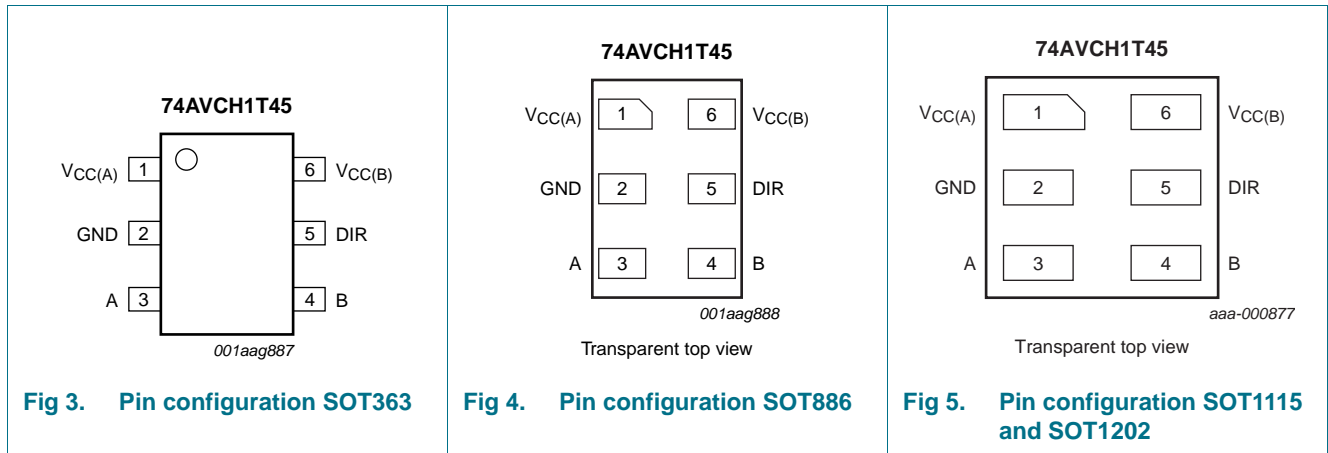 74AVCH1T45
VCC(A) 1 6 VCC(B)
GND 2 5 DIR
A 3 4 B
001aag887
Fig 3. Pin configuration SOT363
74AVCH1T45
VCC(A) 1 6 VCC(B)
GND 2 5 DIR
A 3 4 B
001aag888
Transparent top view
Fig 4. Pin configuration SOT886
74AVCH1T45
VCC(A) 1 6 VCC(B)
GND 2 5 DIR
A 3 4 B
aaa-000877
Transparent top view
Fig 5. Pin configuration SOT1115
and SOT1202